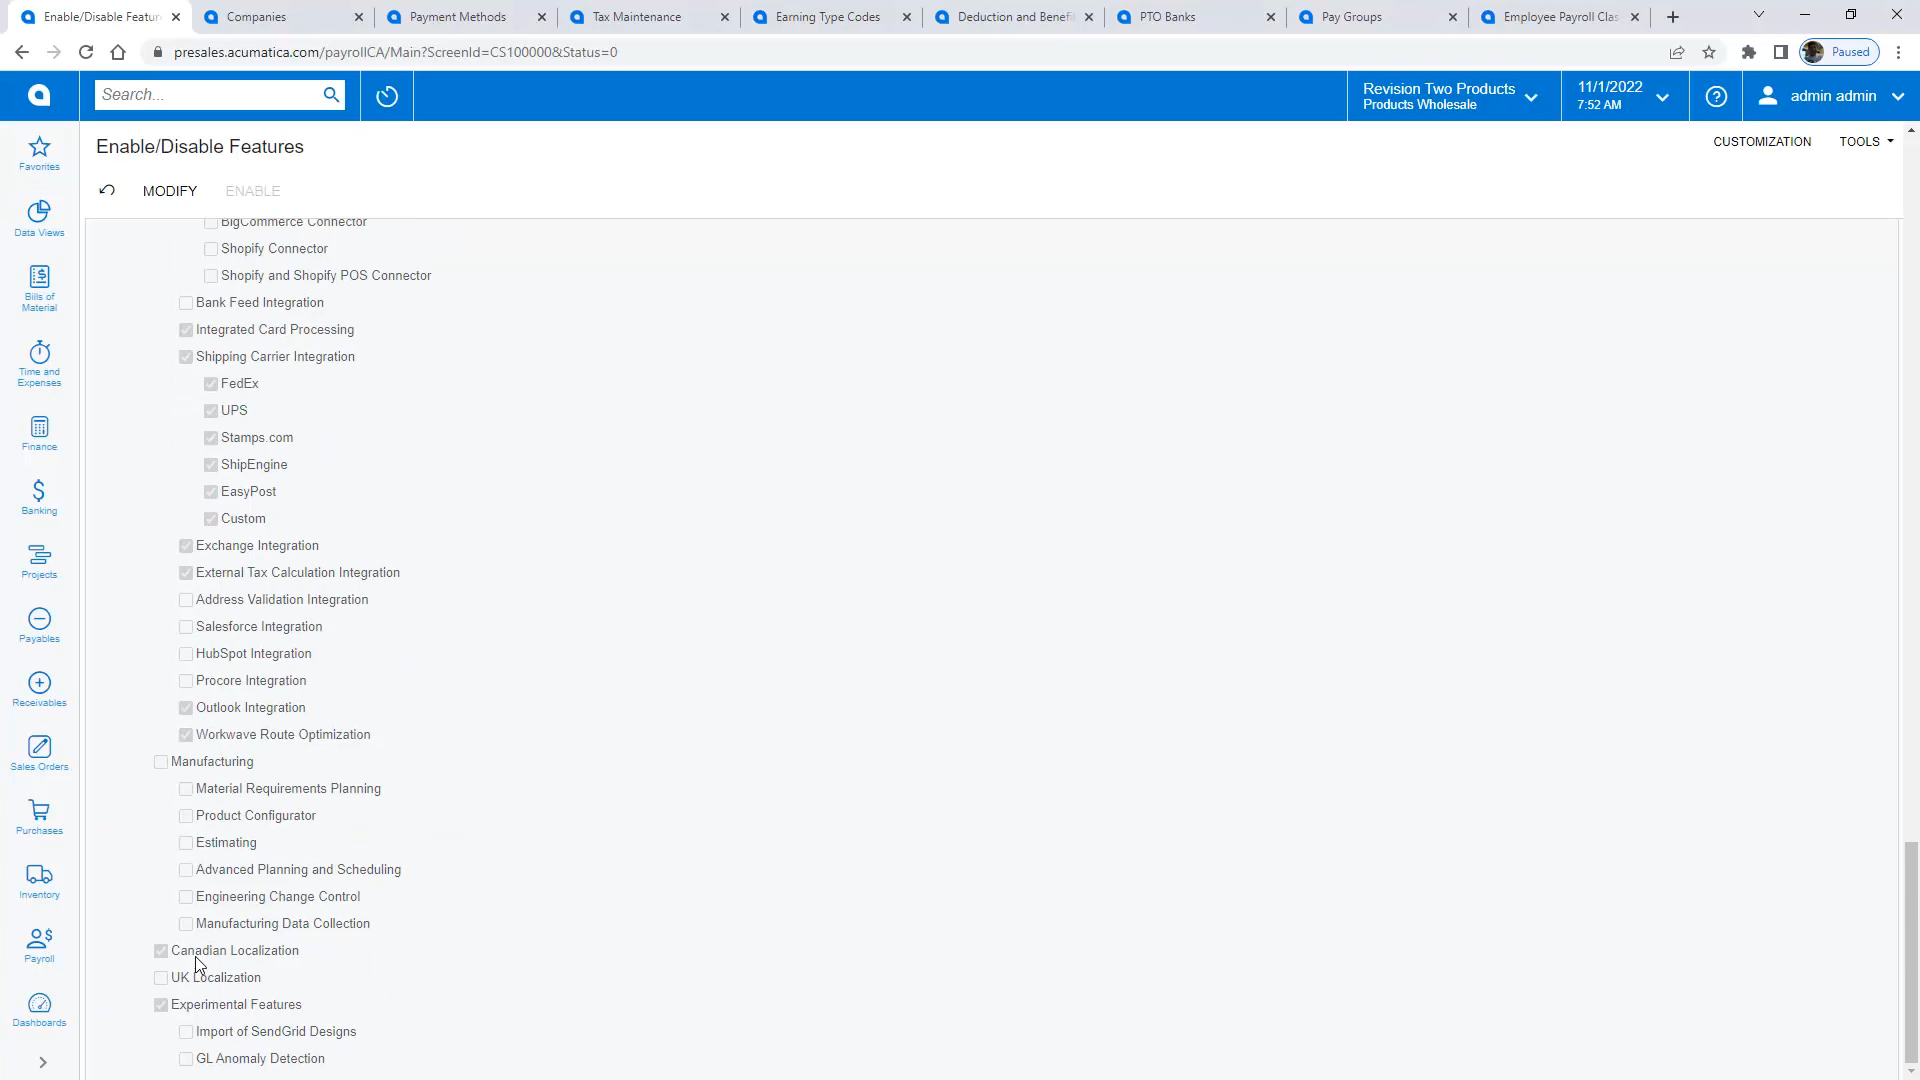 Enable/Disable Featur
Companies
Payment Methods
Tax Maintenance
Earning Type Codes
Deduction and Benefi
PTO Banks
Pay Groups
Employee Payroll Clas
presales.acumatica.com/payrollCA/Main?ScreenId=CS100000&Status=0
Paused
Search...
Revision Two Products
Products Wholesale
11/1/2022
7:52 AM
admin admin
Favorites
Data Views
Bills of
Material
Time and
Expenses
Finance
Banking
Projects
Payables
Receivables
Sales Orders
Purchases
Inventory
Payroll
Dashboards
Enable/Disable Features
CUSTOMIZATION
TOOLS
MODIFY
ENABLE
BigCommerce Connector
Shopify Connector
Shopify and Shopify POS Connector
Bank Feed Integration
Integrated Card Processing
Shipping Carrier Integration
FedEx
UPS
Stamps.com
ShipEngine
EasyPost
Custom
Exchange Integration
External Tax Calculation Integration
Address Validation Integration
Salesforce Integration
HubSpot Integration
Procore Integration
Outlook Integration
Workwave Route Optimization
Manufacturing
Material Requirements Planning
Product Configurator
Estimating
Advanced Planning and Scheduling
Engineering Change Control
Manufacturing Data Collection
Canadian Localization
UK Localization
Experimental Features
Import of SendGrid Designs
GL Anomaly Detection